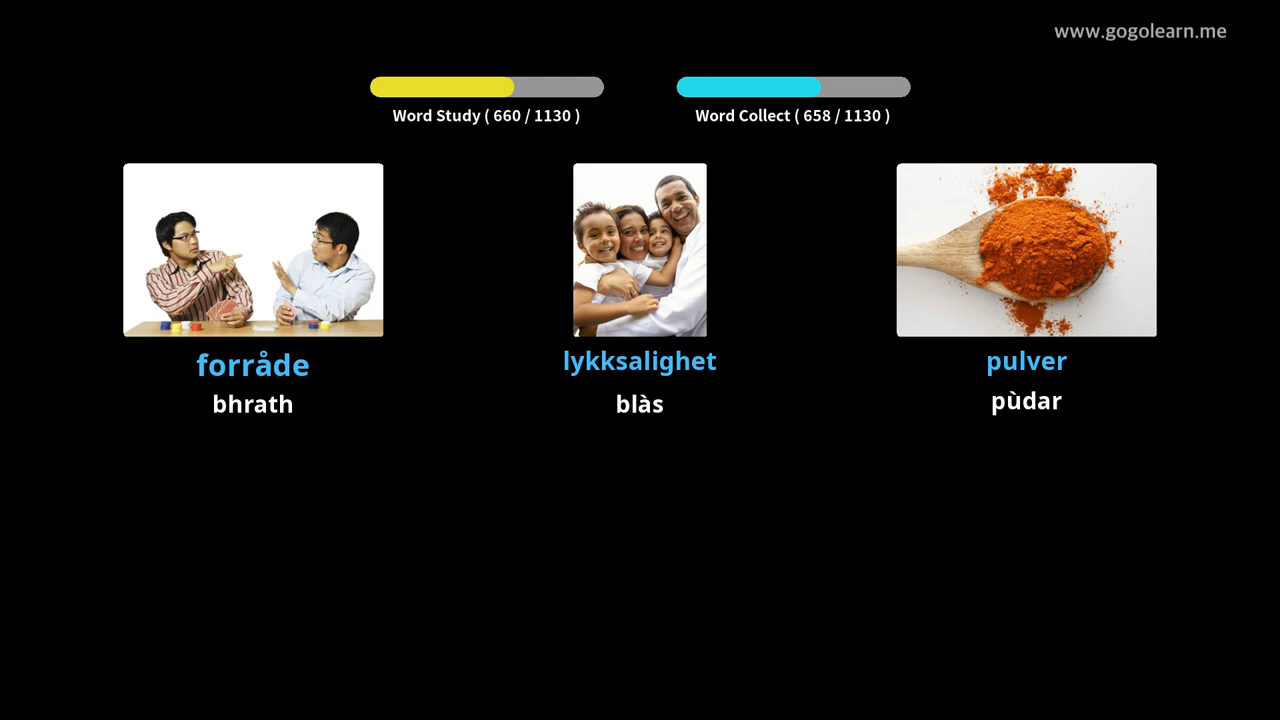 www.gogolearn.me
Word Study ( 660 / 1130 )
Word Collect ( 658 / 1130 )
forråde
bhrath
lykksalighet
blàs
pulver
pùdar